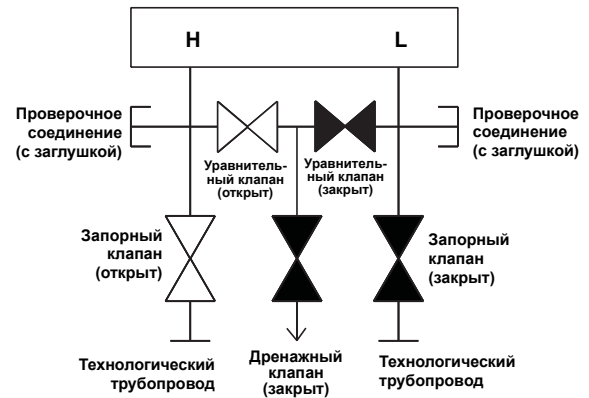 H
L
Проверочное
соединение
(с заглушкой)
Уравнитель-
ный клапан
(открыт)
Уравнитель-
ный клапан
(закрыт)
Проверочное
соединение
(с заглушкой)
Запорный
клапан
(открыт)
Запорный
клапан
(закрыт)
Технологический
трубопровод
Дренажный
клапан
(закрыт)
Технологический
трубопровод